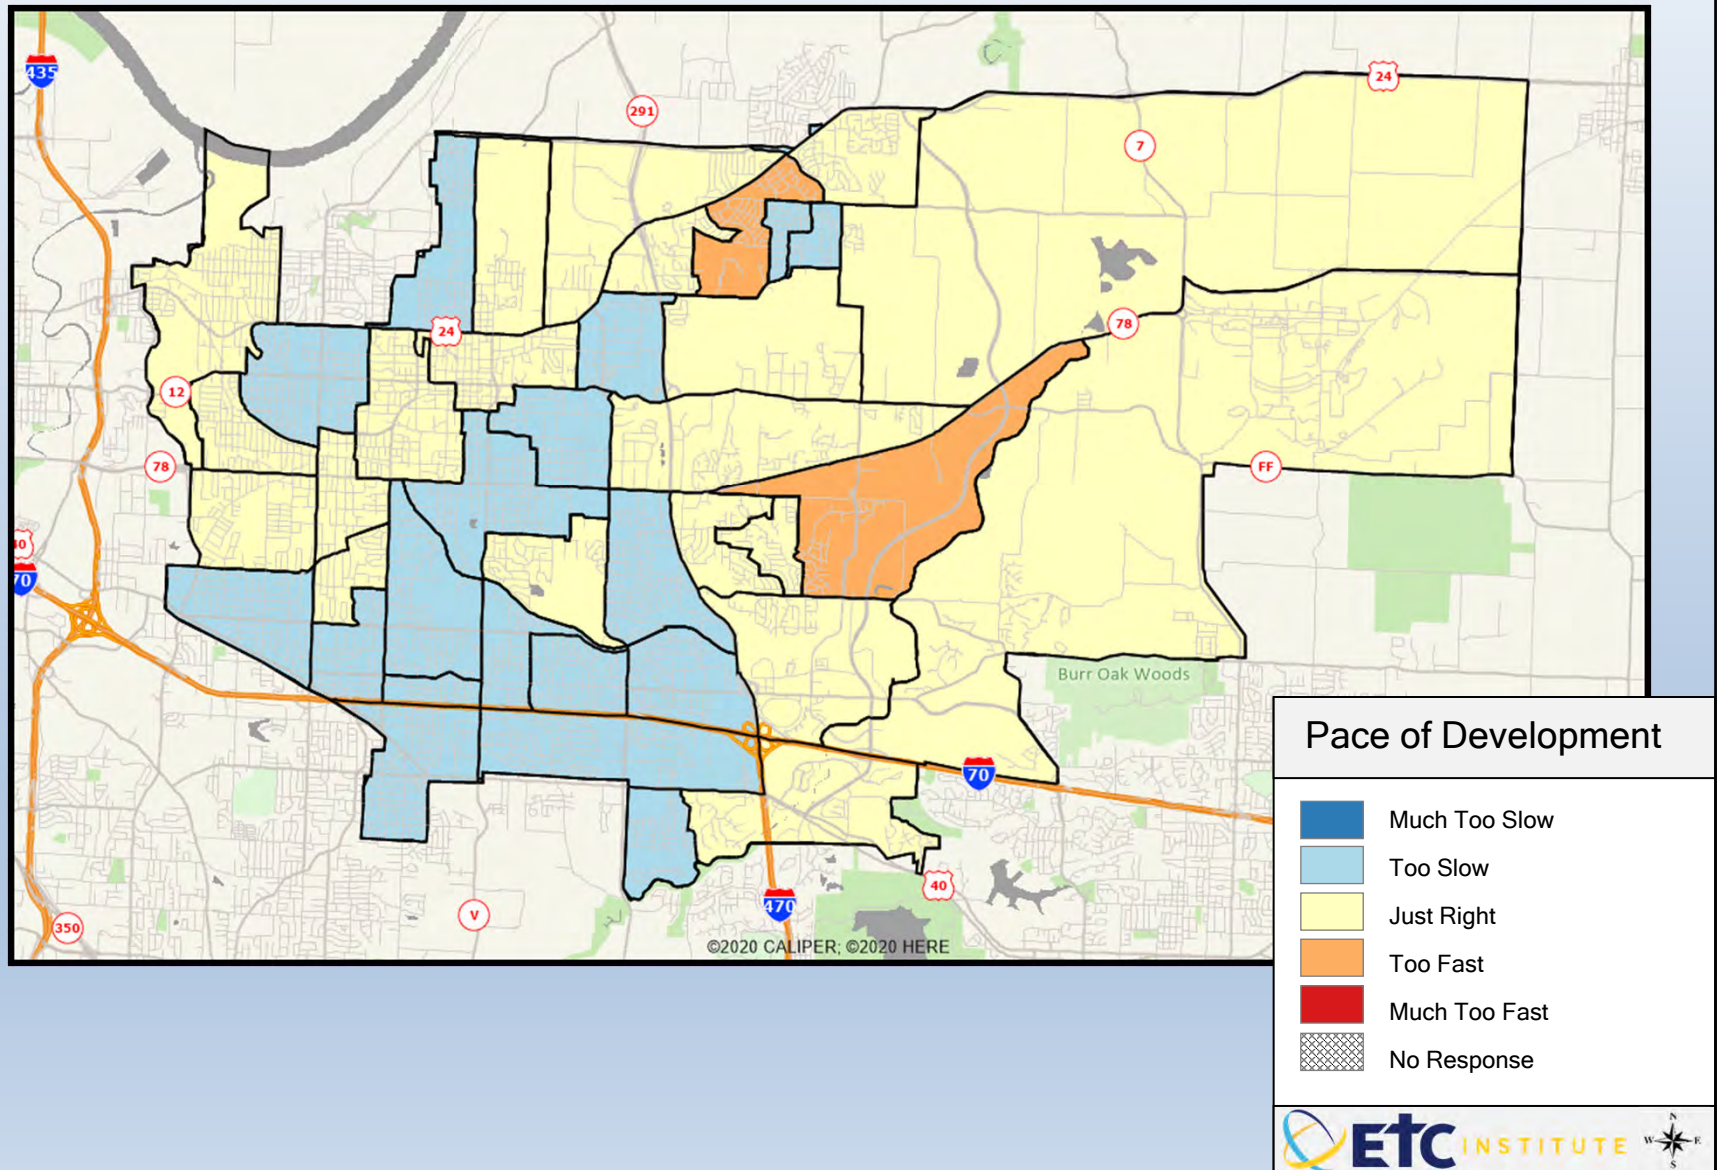 435
291
24
7
24
78
12
78
FF
40
70
Burr Oak Woods
70
40
470
V
350
©2020 CALIPER; ©2020 HERE
Pace of Development
Much Too Slow
Too Slow
Just Right
Too Fast
Much Too Fast
No Response
ETC INSTITUTE
N
W E
S